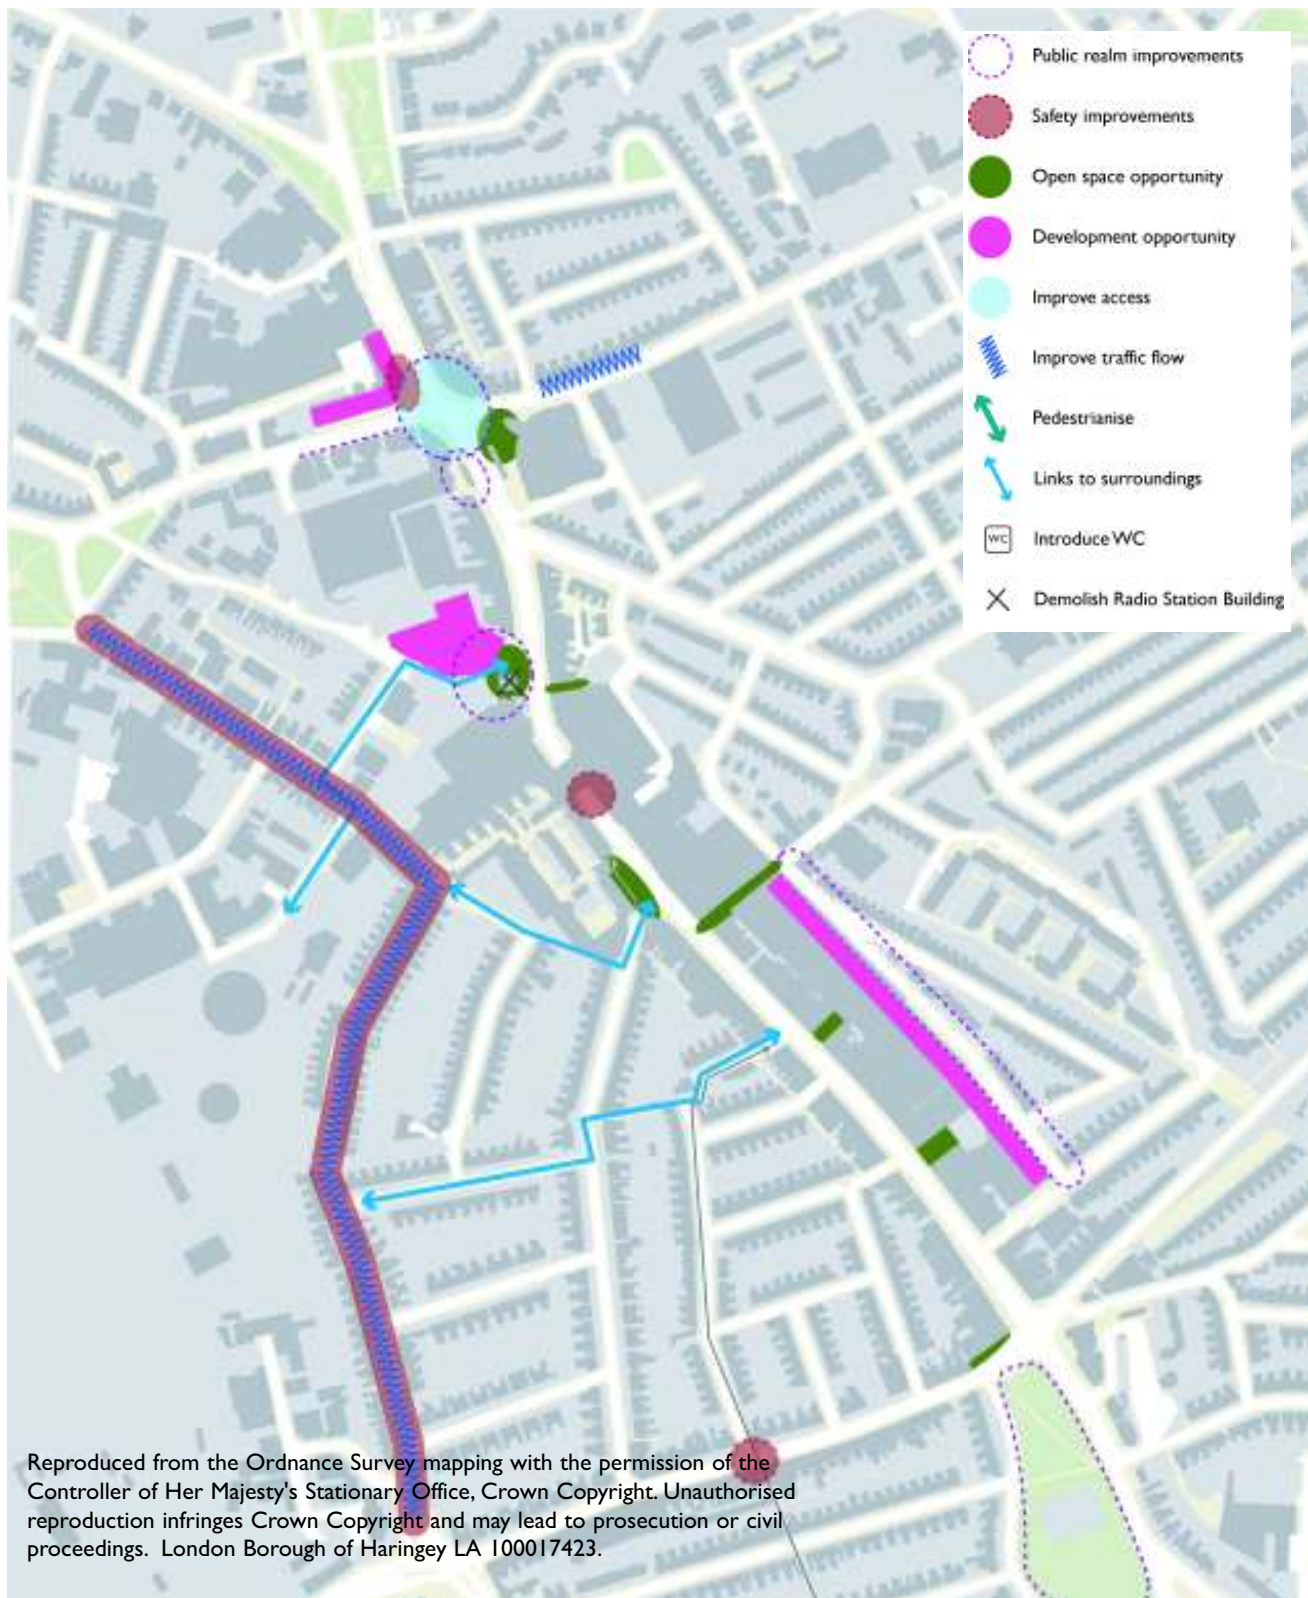 Public realm improvements
Safety improvements
Open space opportunity
Development opportunity
Improve access
Improve traffic flow
Pedestrianise
Links to surroundings
WC Introduce WC
Demolish Radio Station Building
Reproduced from the Ordnance Survey mapping with the permission of the
Controller of Her Majesty's Stationary Office, Crown Copyright. Unauthorised
reproduction infringes Crown Copyright and may lead to prosecution or civil
proceedings. London Borough of Haringey LA 100017423.